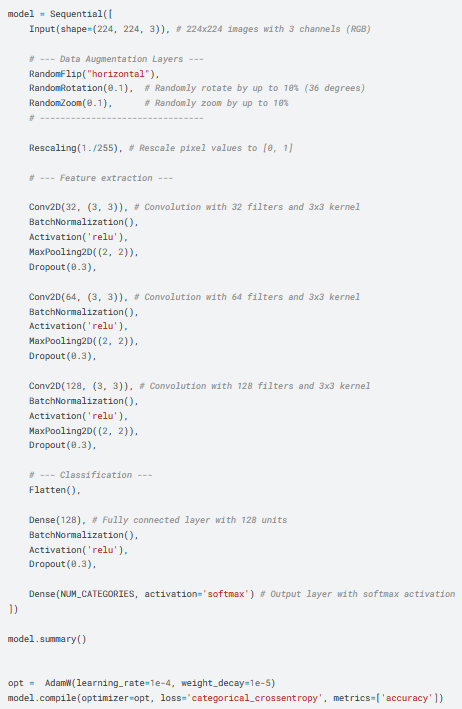 model = Sequential([
    Input(shape=(224, 224, 3)), # 224x224 images with 3 channels (RGB)

    # --- Data Augmentation Layers ---
    RandomFlip("horizontal"),
    RandomRotation(0.1),  # Randomly rotate by up to 10% (36 degrees)
    RandomZoom(0.1),      # Randomly zoom by up to 10%
    # --------------------------------

    Rescaling(1./255), # Rescale pixel values to [0, 1]

    # --- Feature extraction ---

    Conv2D(32, (3, 3)), # Convolution with 32 filters and 3x3 kernel
    BatchNormalization(),
    Activation('relu'),
    MaxPooling2D((2, 2)),
    Dropout(0.3),

    Conv2D(64, (3, 3)), # Convolution with 64 filters and 3x3 kernel
    BatchNormalization(),
    Activation('relu'),
    MaxPooling2D((2, 2)),
    Dropout(0.3),

    Conv2D(128, (3, 3)), # Convolution with 128 filters and 3x3 kernel
    BatchNormalization(),
    Activation('relu'),
    MaxPooling2D((2, 2)),
    Dropout(0.3),

    # --- Classification ---
    Flatten(),

    Dense(128), # Fully connected layer with 128 units
    BatchNormalization(),
    Activation('relu'),
    Dropout(0.3),

    Dense(NUM_CATEGORIES, activation='softmax') # Output layer with softmax activation
])

model.summary()


opt =  AdamW(learning_rate=1e-4, weight_decay=1e-5)
model.compile(optimizer=opt, loss='categorical_crossentropy', metrics=['accuracy'])